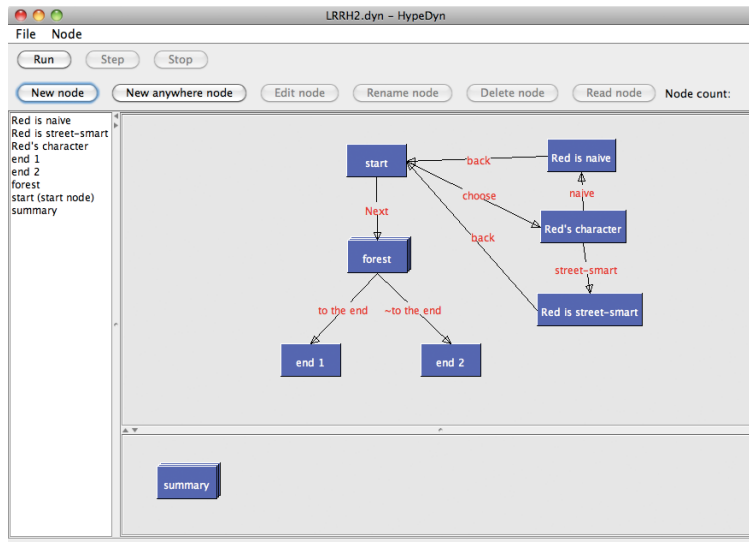 LRRH2.dyn – HypeDyn
File Node
Run Step Stop
New node New anywhere node Edit node Rename node Delete node Read node Node count:
Red is naive
Red is street-smart
Red's character
end 1
end 2
forest
start (start node)
summary
start
back
Red is naive
choose
naive
Next
Red's character
back
forest
street-smart
to the end
~to the end
Red is street-smart
end 1
end 2
summary